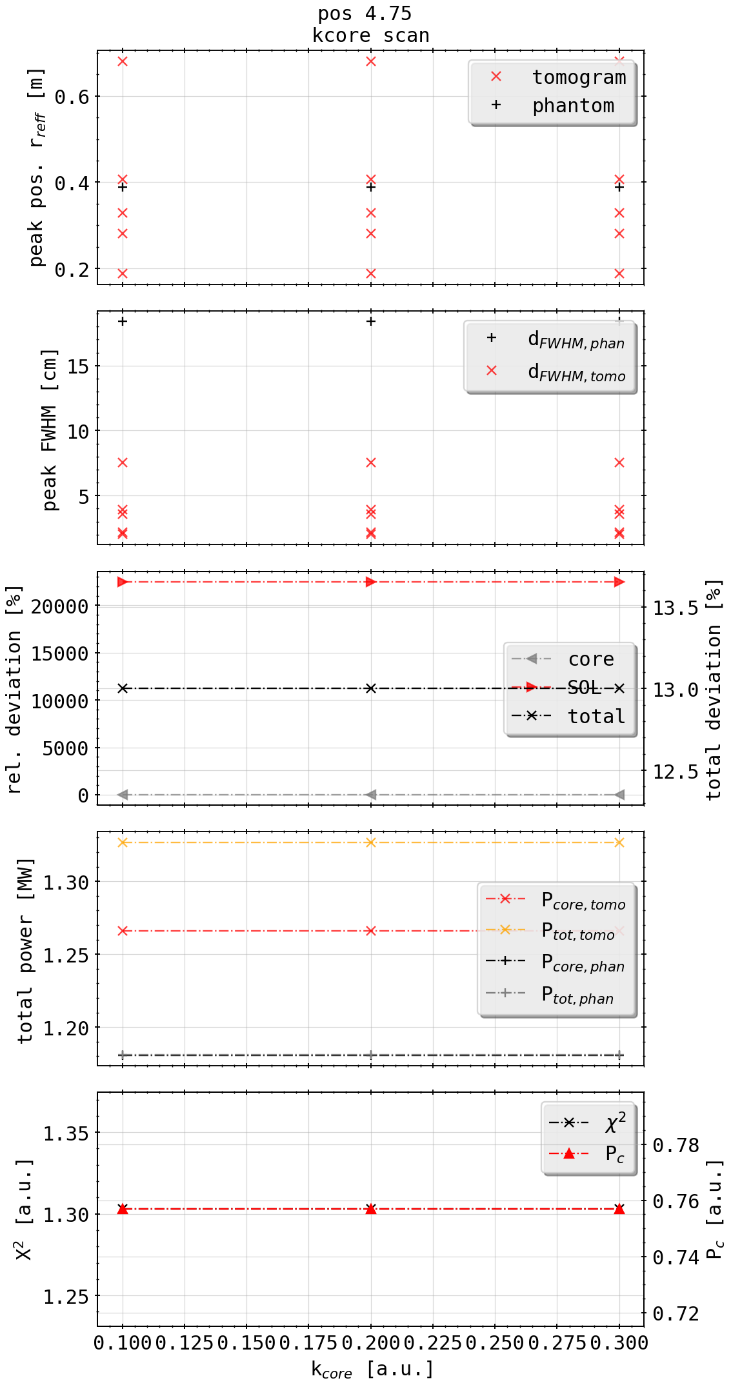 pos 4.75
kcore scan
peak pos. r_reff [m]
0.6
0.4
0.2
tomogram
phantom
peak FWHM [cm]
15
10
5
d_FWHM,phan
d_FWHM,tomo
rel. deviation [%]
20000
15000
10000
5000
0
core
SOL
total
13.5
13.0
12.5
total deviation [%]
total power [MW]
1.30
1.25
1.20
P_core,tomo
P_tot,tomo
P_core,phan
P_tot,phan
X² [a.u.]
1.35
1.30
1.25
χ²
P_c
0.78
0.76
0.74
0.72
P_c [a.u.]
0.100 0.125 0.150 0.175 0.200 0.225 0.250 0.275 0.300
k_core [a.u.]